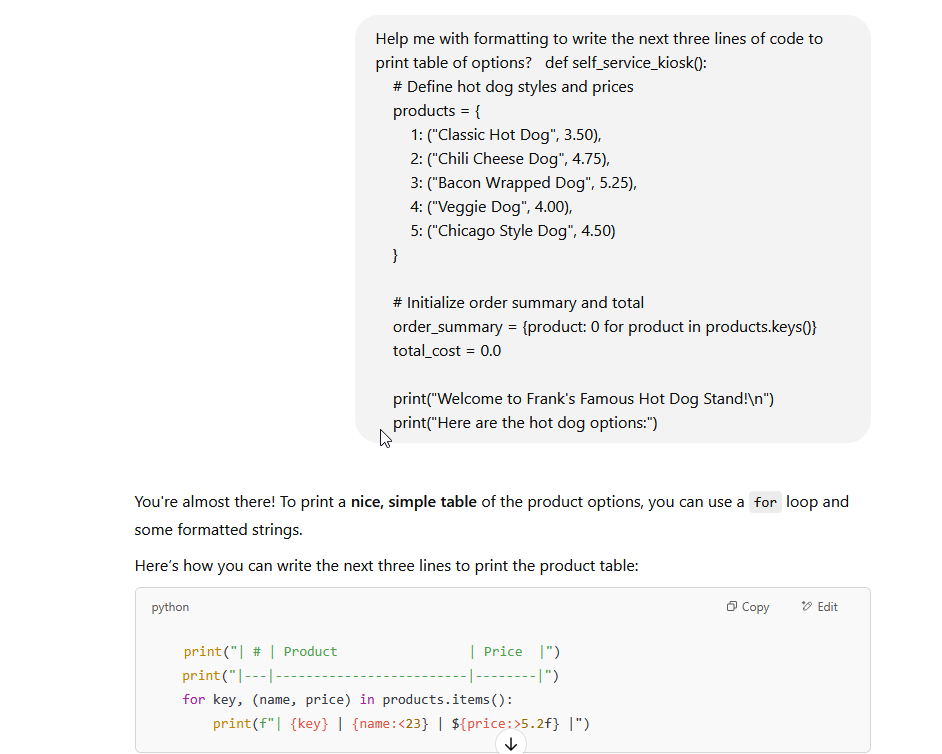 Help me with formatting to write the next three lines of code to
print table of options?   def self_service_kiosk():
    # Define hot dog styles and prices
    products = {
        1: ("Classic Hot Dog", 3.50),
        2: ("Chili Cheese Dog", 4.75),
        3: ("Bacon Wrapped Dog", 5.25),
        4: ("Veggie Dog", 4.00),
        5: ("Chicago Style Dog", 4.50)
    }

    # Initialize order summary and total
    order_summary = {product: 0 for product in products.keys()}
    total_cost = 0.0

    print("Welcome to Frank's Famous Hot Dog Stand!\n")
    print("Here are the hot dog options:")

You're almost there! To print a nice, simple table of the product options, you can use a for loop and
some formatted strings.
Here's how you can write the next three lines to print the product table:
python Copy Edit
    print("| # | Product                 | Price  |")
    print("|---|-------------------------|--------|")
    for key, (name, price) in products.items():
        print(f"| {key} | {name:<23} | ${price:>5.2f} |")